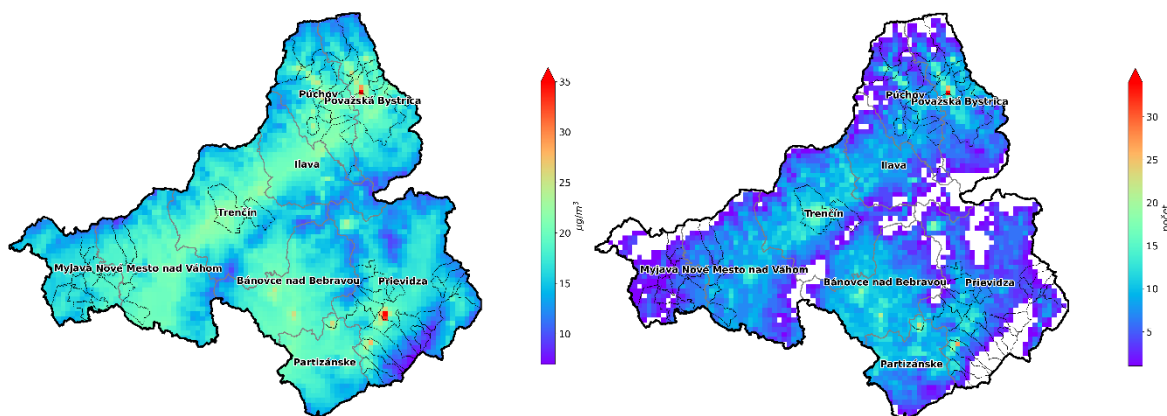 Púchov
Považská Bystrica
Ilava
Trenčín
Myjava
Nové Mesto nad Váhom
Bánovce nad Bebravou
Prievidza
Partizánske
35
30
25
20
15
10
µg/m³
Púchov
Považská Bystrica
Ilava
Trenčín
Myjava
Nové Mesto nad Váhom
Bánovce nad Bebravou
Prievidza
Partizánske
30
25
20
15
10
5
počet